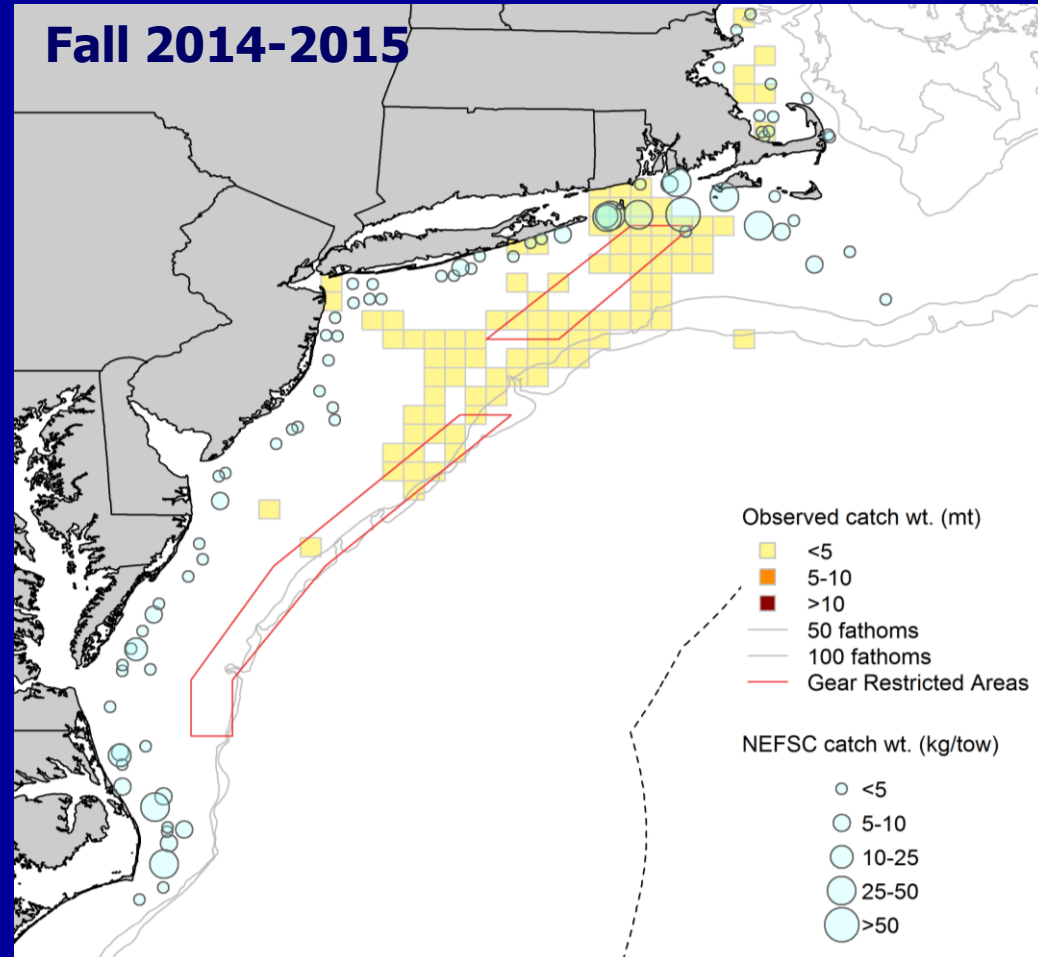 Fall 2014-2015
Observed catch wt. (mt)
<5
5-10
>10
50 fathoms
100 fathoms
Gear Restricted Areas
NEFSC catch wt. (kg/tow)
<5
5-10
10-25
25-50
>50